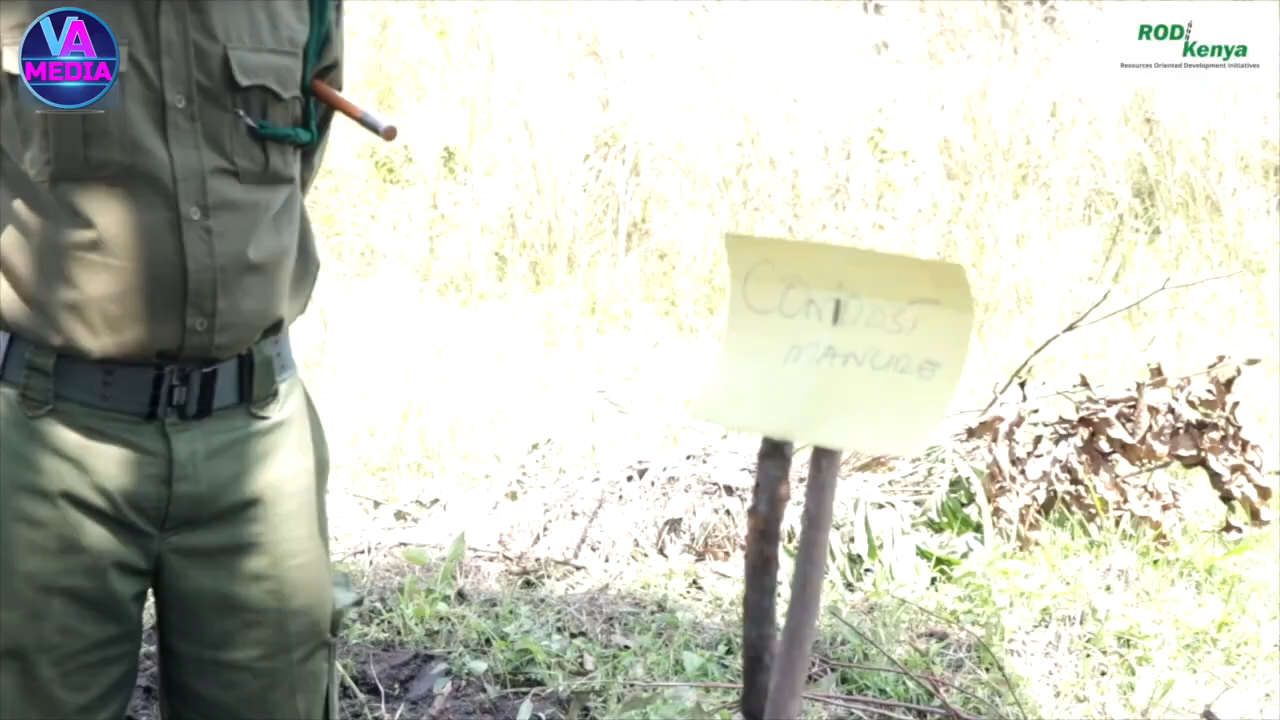 VA
MEDIA
RODI
Kenya
Resources Oriented Development Initiatives
COMPOST
MANURE